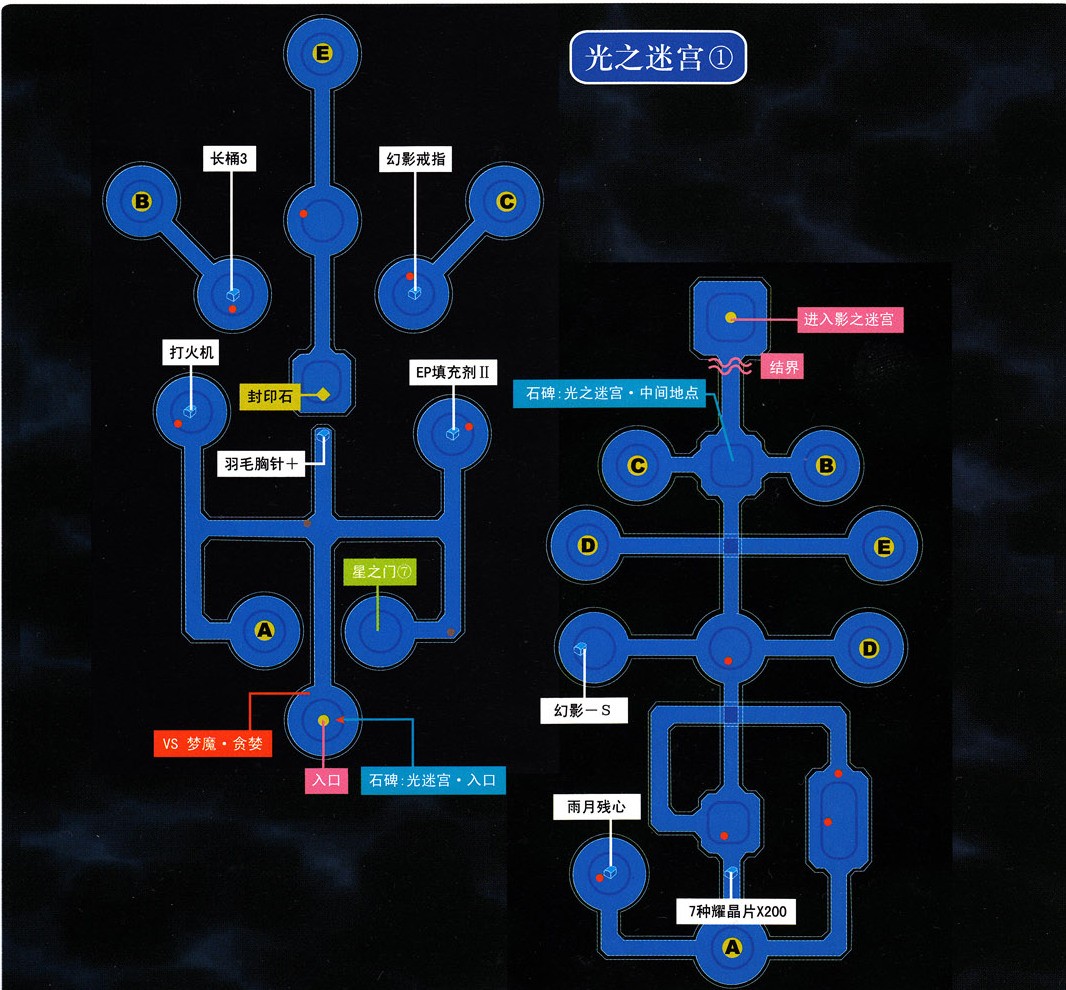 光之迷宫①
E
长桶3
幻影戒指
B
C
打火机
EP填充剂Ⅱ
封印石
羽毛胸针＋
星之门⑦
A
VS 梦魔·贪婪
入口
石碑:光迷宫·入口
进入影之迷宫
结界
石碑:光之迷宫·中间地点
C
B
D
E
D
幻影－S
雨月残心
7种耀晶片X200
A